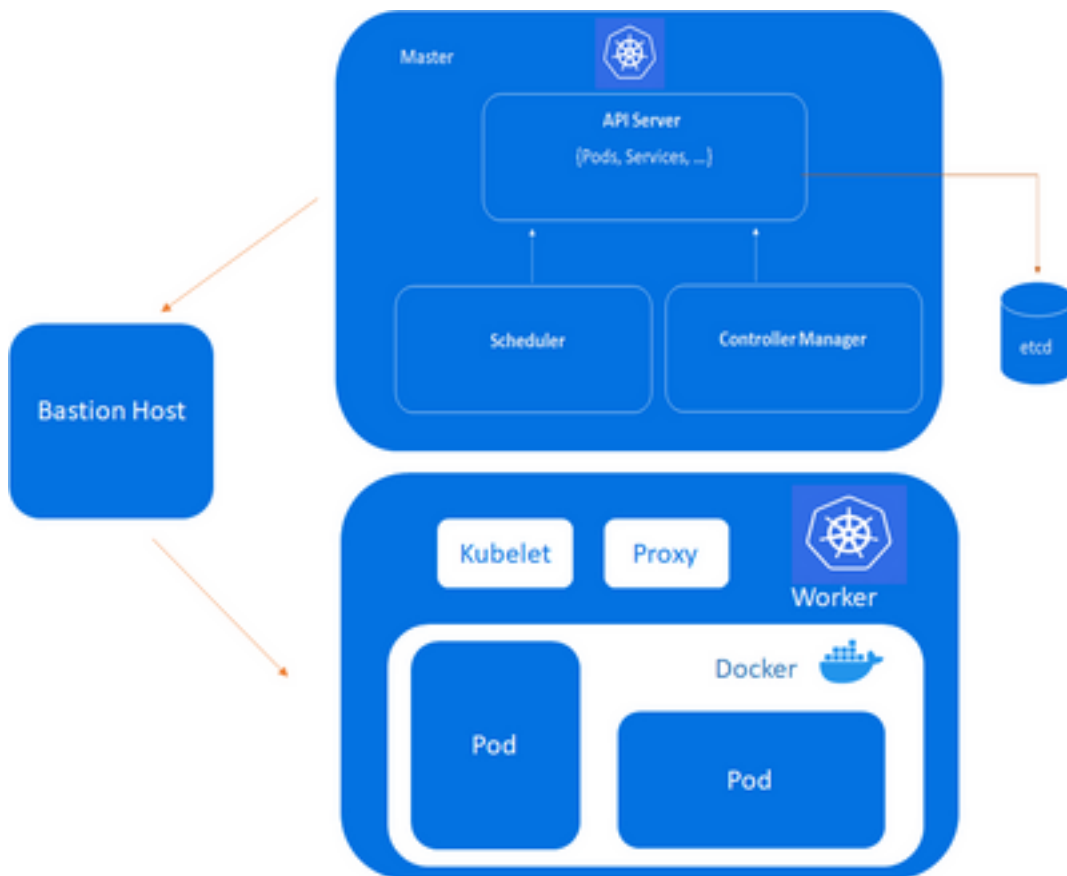 Master
API Server
{Pods, Services, ...}
Scheduler
Controller Manager
etcd
Bastion Host
Kubelet
Proxy
Worker
Docker
Pod
Pod